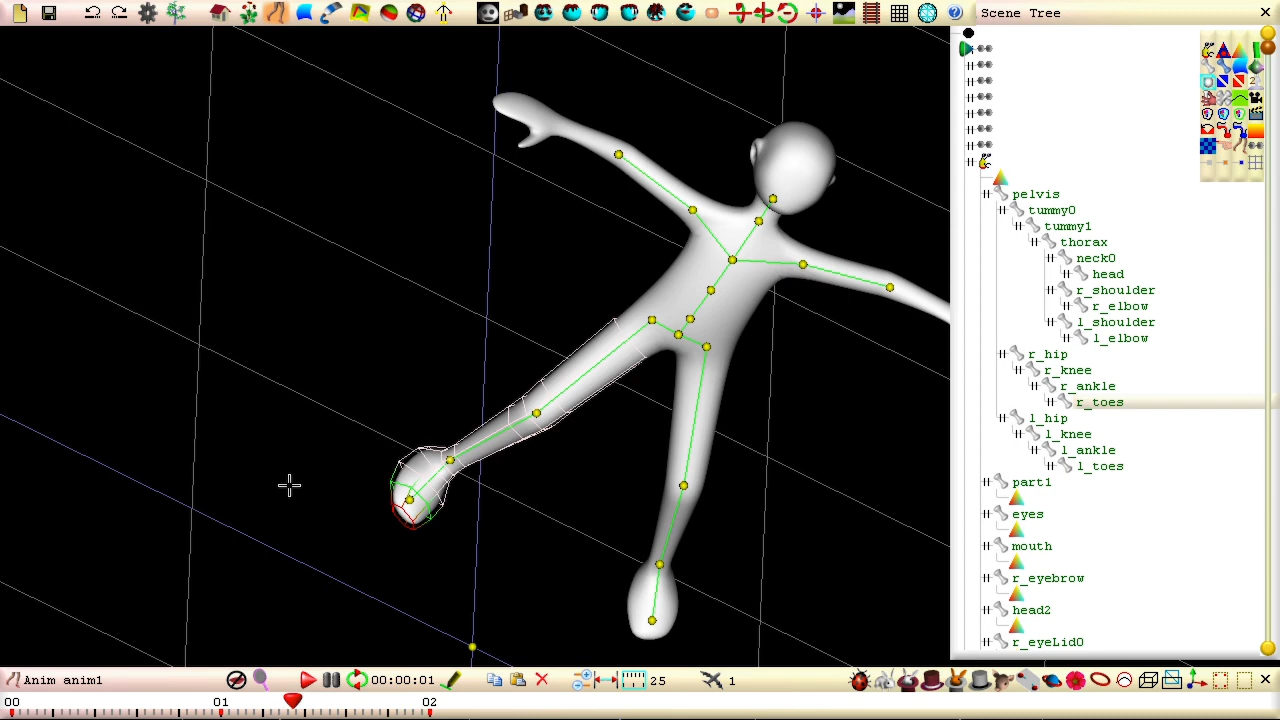 Scene Tree
pelvis
tummy0
tummy1
thorax
neck0
head
r_shoulder
r_elbow
l_shoulder
l_elbow
r_hip
r_knee
r_ankle
r_toes
l_hip
l_knee
l_ankle
l_toes
part1
eyes
mouth
r_eyebrow
head2
r_eyeLid0
Anim anim1 00:00:01 25 1
00 01 02